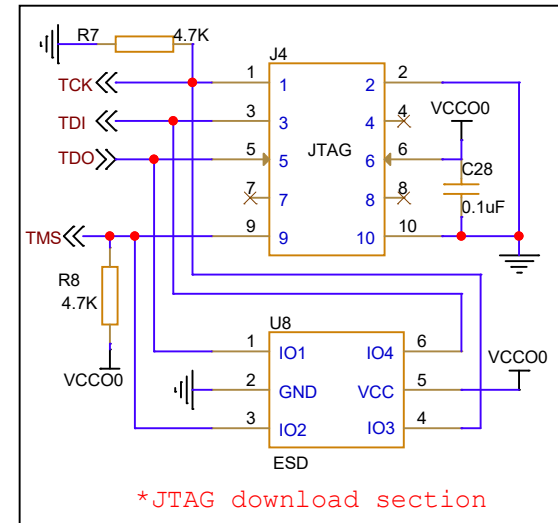 R7 4.7K
J4
TCK 1 1 2 2
TDI 3 3 4 4 VCCO0
TDO 5 5 JTAG 6 6
C28
7 7 8 8
0.1uF
TMS 9 9 10 10
R8
4.7K
U8
1 IO1 IO4 6
VCCO0
VCCO0
2 GND VCC 5
3 IO2 IO3 4
ESD
*JTAG download section